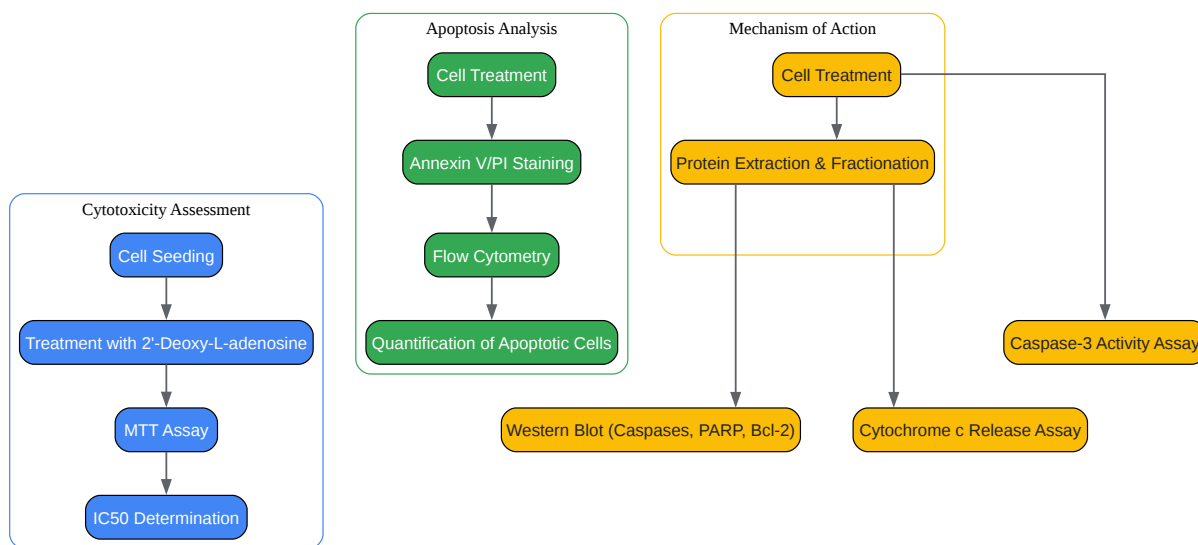 Apoptosis Analysis
Cell Treatment
Annexin V/PI Staining
Flow Cytometry
Quantification of Apoptotic Cells
Mechanism of Action
Cell Treatment
Protein Extraction & Fractionation
Western Blot (Caspases, PARP, Bcl-2)
Cytochrome c Release Assay
Caspase-3 Activity Assay
Cytotoxicity Assessment
Cell Seeding
Treatment with 2'-Deoxy-L-adenosine
MTT Assay
IC50 Determination